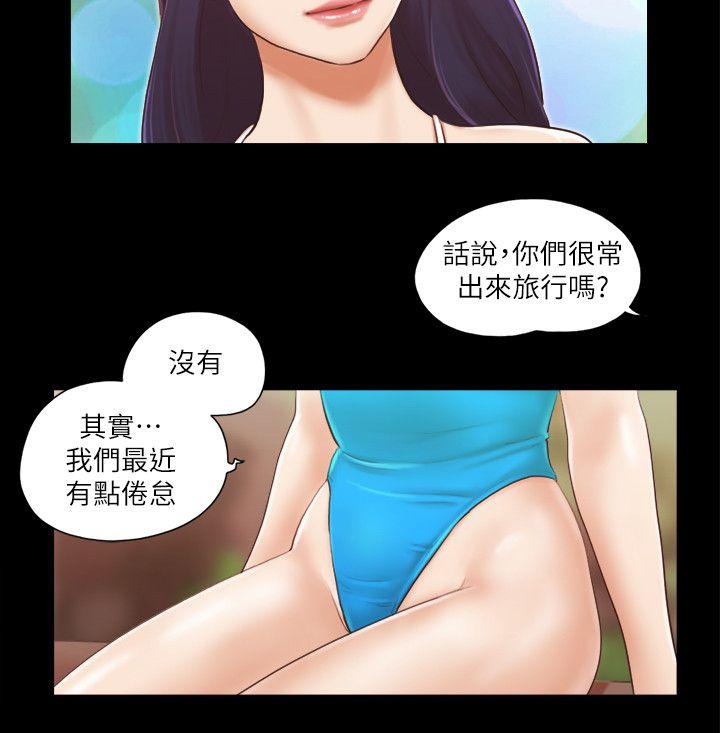 話說，你們很常
出來旅行嗎？
沒有
其實…
我們最近
有點倦怠